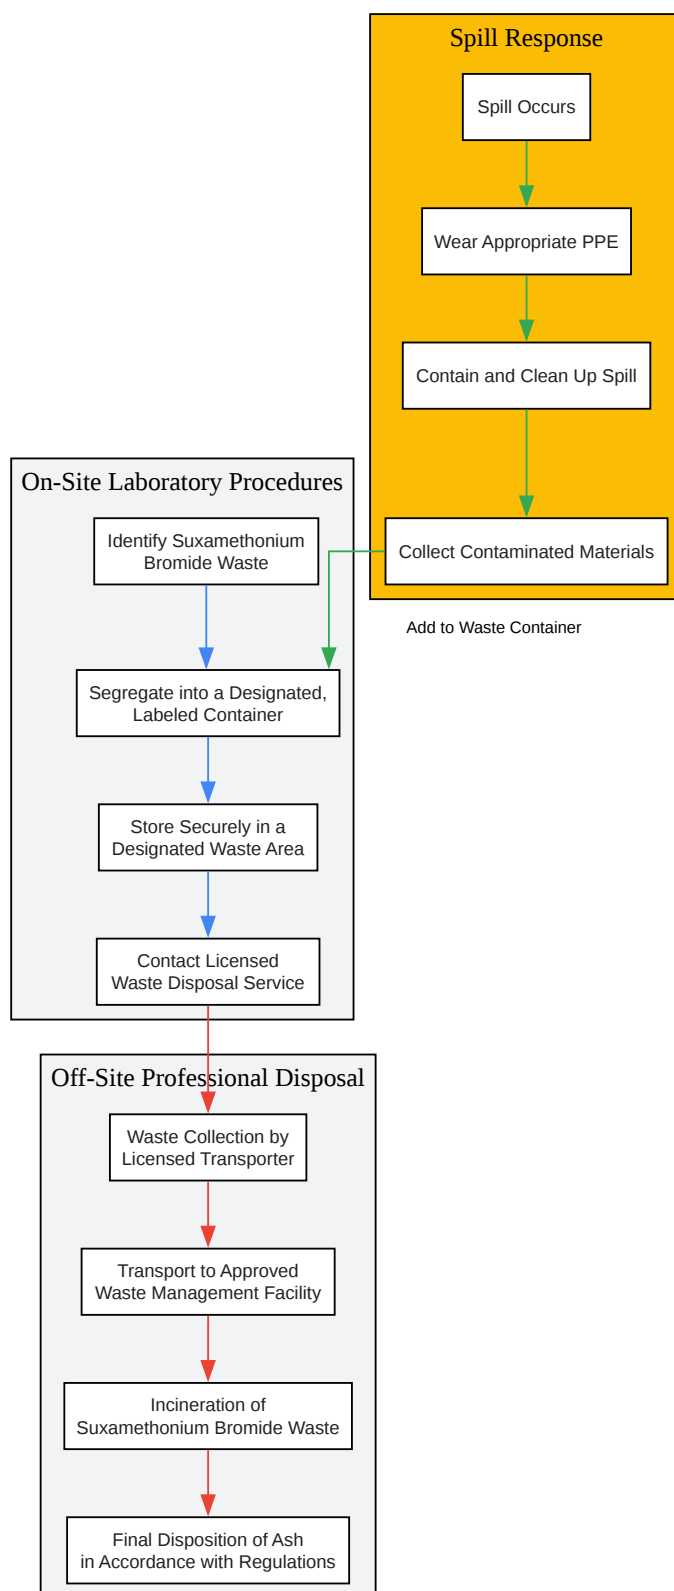 Spill Response
Spill Occurs
Wear Appropriate PPE
Contain and Clean Up Spill
Collect Contaminated Materials
Add to Waste Container
On-Site Laboratory Procedures
Identify Suxamethonium
Bromide Waste
Segregate into a Designated,
Labeled Container
Store Securely in a
Designated Waste Area
Contact Licensed
Waste Disposal Service
Off-Site Professional Disposal
Waste Collection by
Licensed Transporter
Transport to Approved
Waste Management Facility
Incineration of
Suxamethonium Bromide Waste
Final Disposition of Ash
in Accordance with Regulations